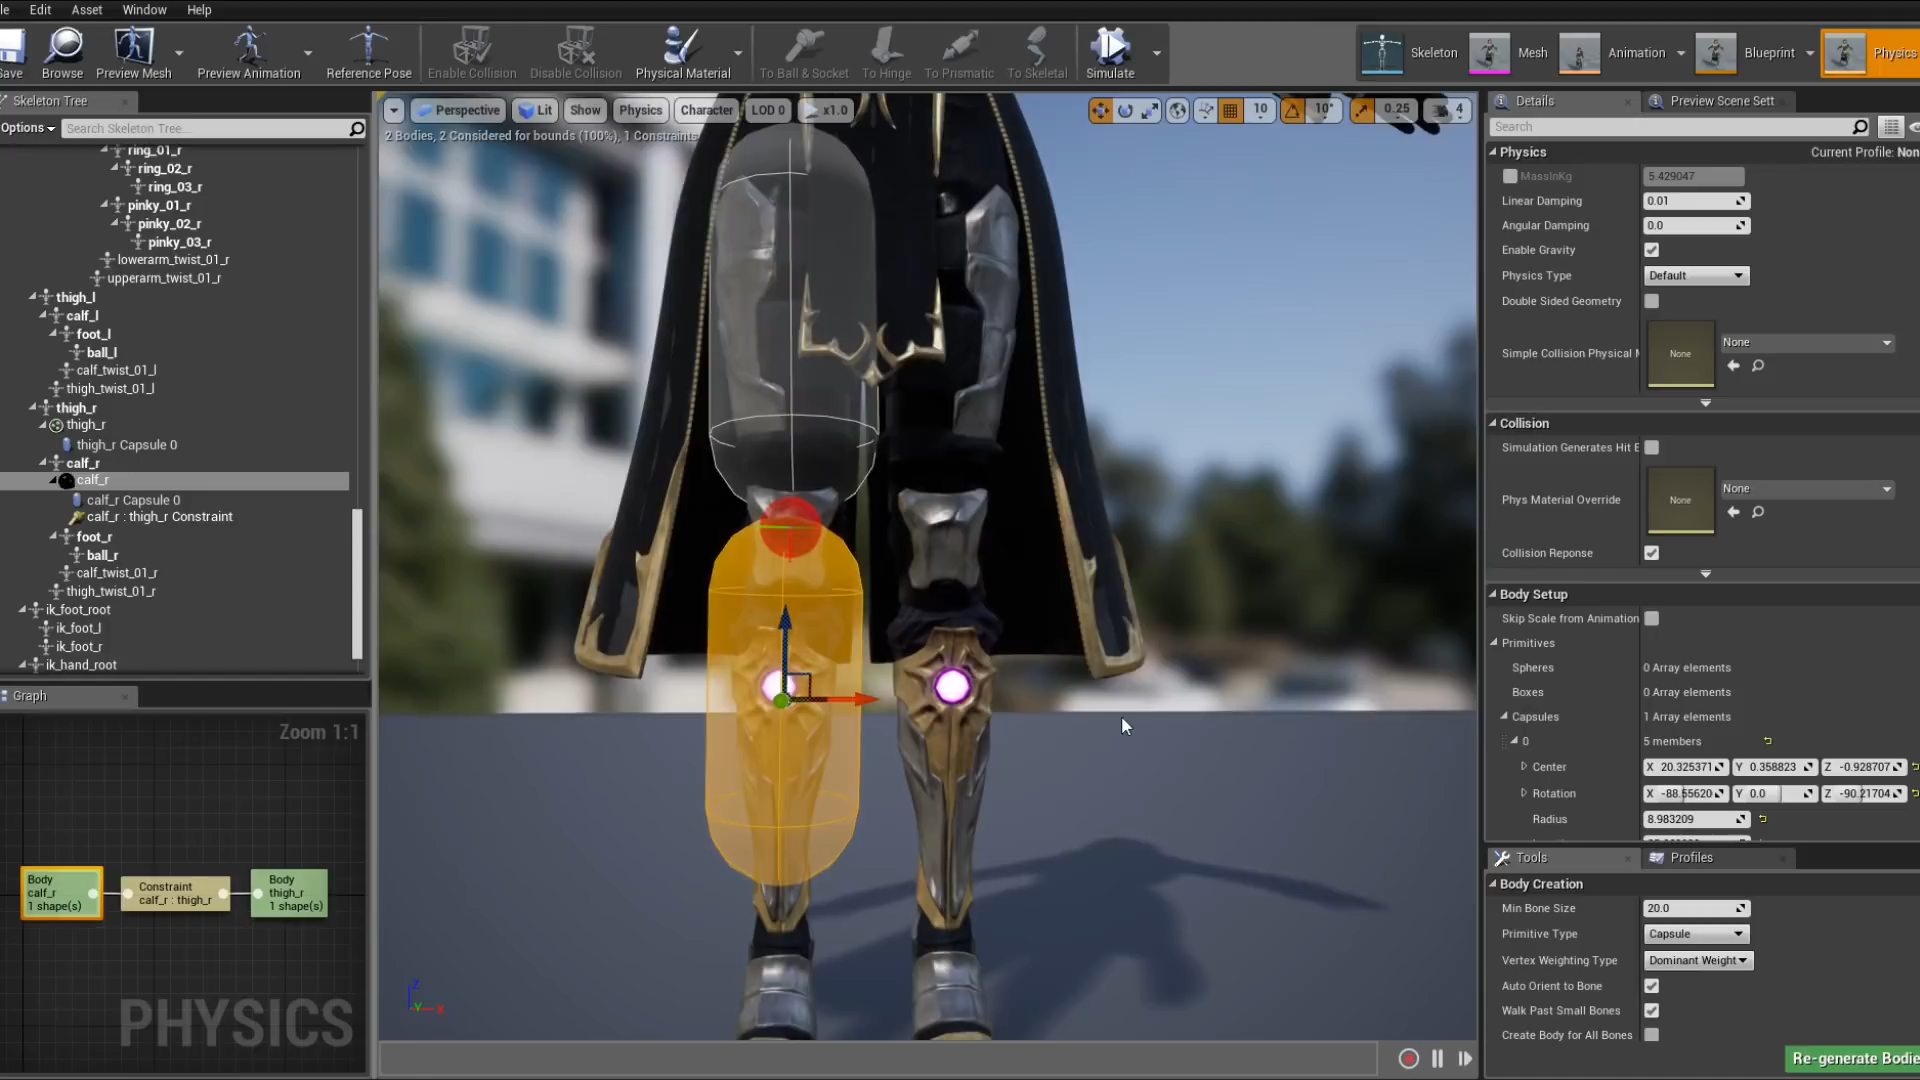 le Edit Asset Window Help
Save Browse Preview Mesh Preview Animation Reference Pose Enable Collision Disable Collision Physical Material To Ball & Socket To Hinge To Prismatic To Skeletal Simulate
Skeleton Mesh Animation Blueprint Physics
Skeleton Tree
Options Search Skeleton Tree...
ring_01_r
ring_02_r
ring_03_r
pinky_01_r
pinky_02_r
pinky_03_r
lowerarm_twist_01_r
upperarm_twist_01_r
thigh_l
calf_l
foot_l
ball_l
calf_twist_01_l
thigh_twist_01_l
thigh_r
thigh_r
thigh_r Capsule 0
calf_r
calf_r
calf_r Capsule 0
calf_r : thigh_r Constraint
foot_r
ball_r
calf_twist_01_r
thigh_twist_01_r
ik_foot_root
ik_foot_l
ik_foot_r
ik_hand_root
Graph
Zoom 1:1
Body
calf_r
1 shape(s)
Constraint
calf_r : thigh_r
Body
thigh_r
1 shape(s)
PHYSICS
Perspective Lit Show Physics Character LOD 0 x1.0 10 10° 0.25 4
2 Bodies, 2 Considered for bounds (100%), 1 Constraints
Z
Y X
Details Preview Scene Sett
Search
Physics Current Profile: Non
MassInKg 5.429047
Linear Damping 0.01
Angular Damping 0.0
Enable Gravity
Physics Type Default
Double Sided Geometry
Simple Collision Physical M None None
Collision
Simulation Generates Hit E
Phys Material Override None None
Collision Reponse
Body Setup
Skip Scale from Animation
Primitives
Spheres 0 Array elements
Boxes 0 Array elements
Capsules 1 Array elements
0 5 members
Center X 20.325371 Y 0.358823 Z -0.928707
Rotation X -88.55620 Y 0.0 Z -90.21704
Radius 8.983209
Tools Profiles
Body Creation
Min Bone Size 20.0
Primitive Type Capsule
Vertex Weighting Type Dominant Weight
Auto Orient to Bone
Walk Past Small Bones
Create Body for All Bones
Re-generate Bodie